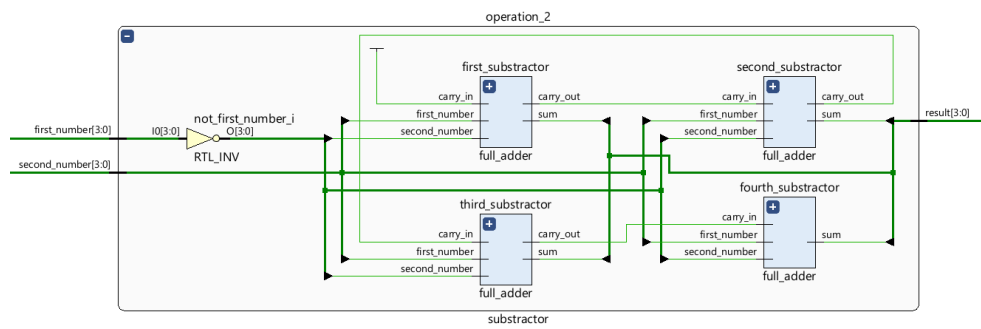 operation_2
first_substractor
second_substractor
carry_in
carry_out
carry_in
carry_out
not_first_number_i
first_number
sum
first_number
sum
result[3:0]
first_number[3:0]
I0[3:0]
O[3:0]
second_number
second_number
RTL_INV
full_adder
full_adder
second_number[3:0]
third_substractor
fourth_substractor
carry_in
carry_out
carry_in
first_number
sum
first_number
sum
second_number
second_number
full_adder
full_adder
substractor